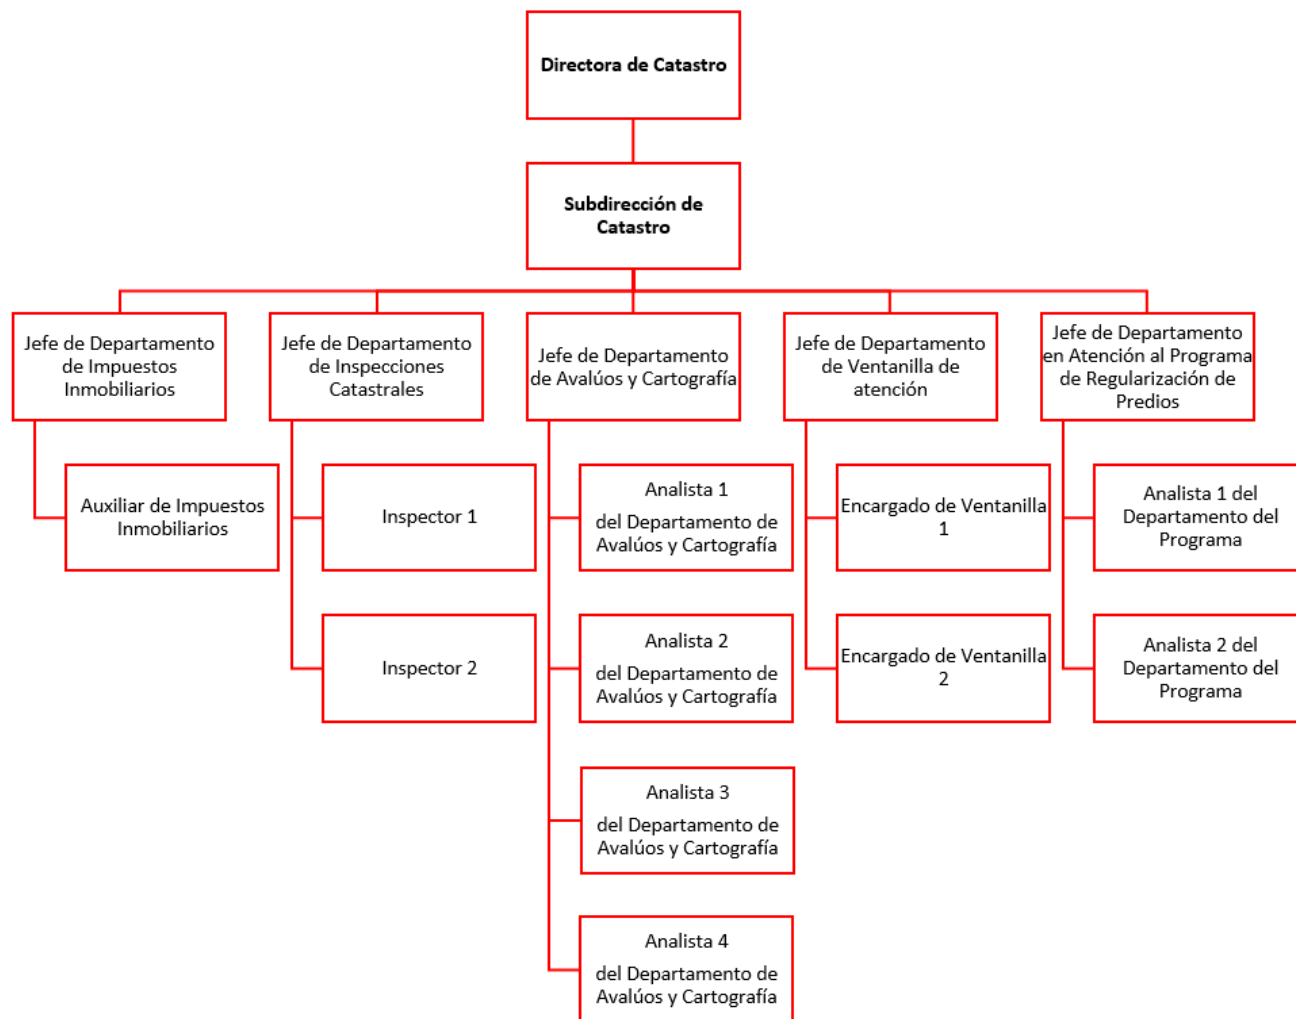 Directora de Catastro
Subdirección de
Catastro
Jefe de Departamento
de Impuestos
Inmobiliarios
Jefe de Departamento
de Inspecciones
Catastrales
Jefe de Departamento
de Avalúos y Cartografía
Jefe de Departamento
de Ventanilla de
atención
Jefe de Departamento
en Atención al Programa
de Regularización de
Predios
Auxiliar de Impuestos
Inmobiliarios
Inspector 1
Analista 1
del Departamento de
Avalúos y Cartografía
Encargado de Ventanilla
1
Analista 1 del
Departamento del
Programa
Inspector 2
Analista 2
del Departamento de
Avalúos y Cartografía
Encargado de Ventanilla
2
Analista 2 del
Departamento del
Programa
Analista 3
del Departamento de
Avalúos y Cartografía
Analista 4
del Departamento de
Avalúos y Cartografía